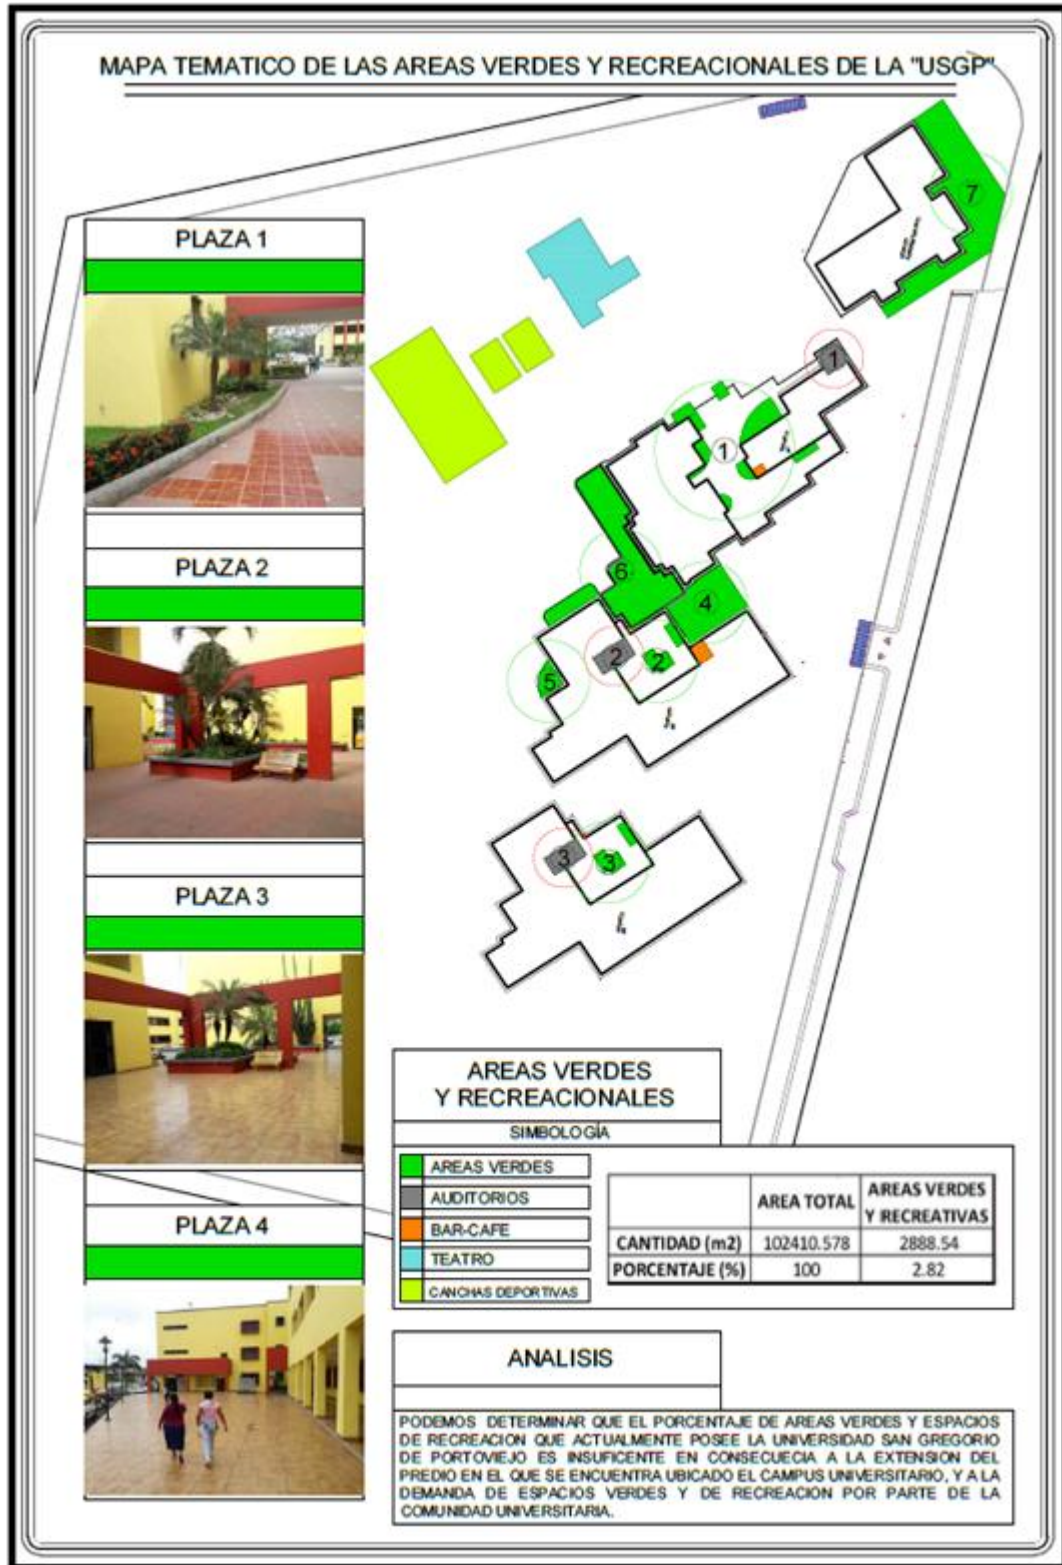 MAPA TEMATICO DE LAS AREAS VERDES Y RECREACIONALES DE LA "USGP"
PLAZA 1
PLAZA 2
PLAZA 3
PLAZA 4
7
1
1
6
4
2
2
5
3
3
AREAS VERDES
Y RECREACIONALES
SIMBOLOGÍA
AREAS VERDES
AUDITORIOS
BAR-CAFE
TEATRO
CANCHAS DEPORTIVAS
AREA TOTAL AREAS VERDES Y RECREATIVAS
CANTIDAD (m2) 102410.578 2888.54
PORCENTAJE (%) 100 2.82
ANALISIS
PODEMOS DETERMINAR QUE EL PORCENTAJE DE AREAS VERDES Y ESPACIOS
DE RECREACION QUE ACTUALMENTE POSEE LA UNIVERSIDAD SAN GREGORIO
DE PORTOVIEJO ES INSUFICENTE EN CONSECUECIA A LA EXTENSION DEL
PREDIO EN EL QUE SE ENCUENTRA UBICADO EL CAMPUS UNIVERSITARIO, Y A LA
DEMANDA DE ESPACIOS VERDES Y DE RECREACION POR PARTE DE LA
COMUNIDAD UNIVERSITARIA.